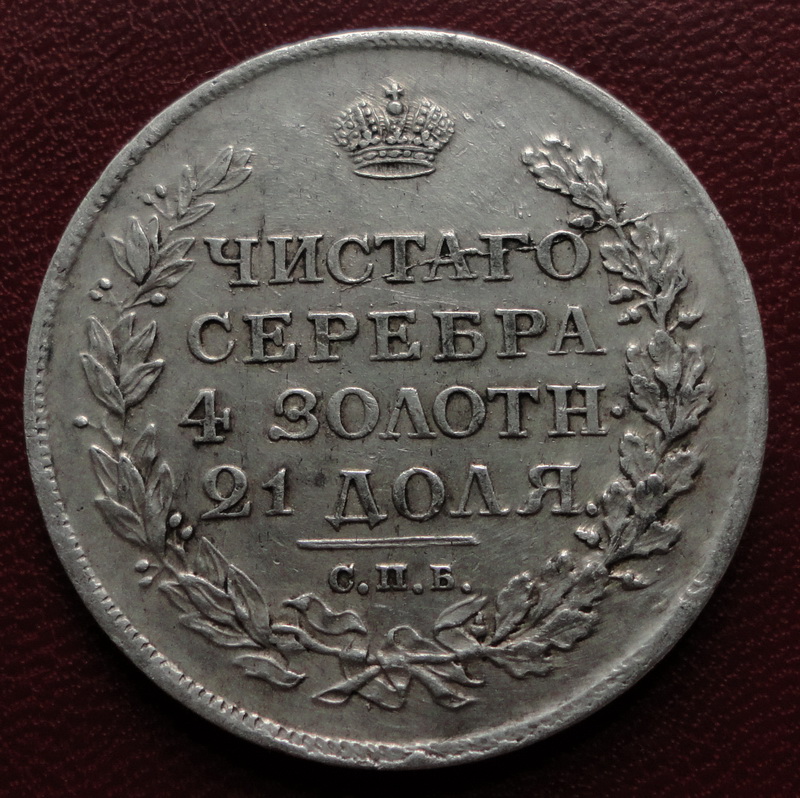 ЧИСТАГО
СЕРЕБРА
4 ЗОЛОТН.
21 ДОЛЯ.
С.П.Б.